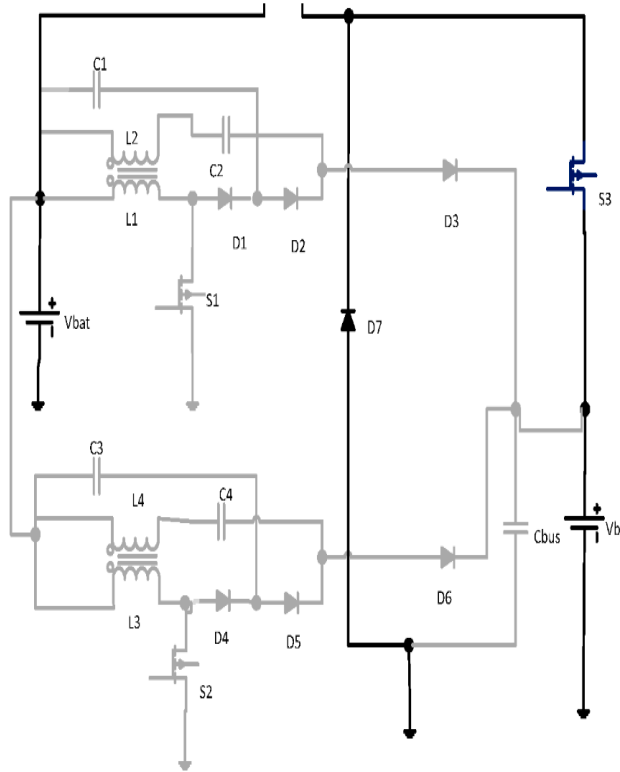 C1
L2
C2
L1
D1
D2
D3
S3
S1
+
Vbat
D7
C3
L4
C4
+
Cbus
Vb
L3
D4
D5
D6
S2